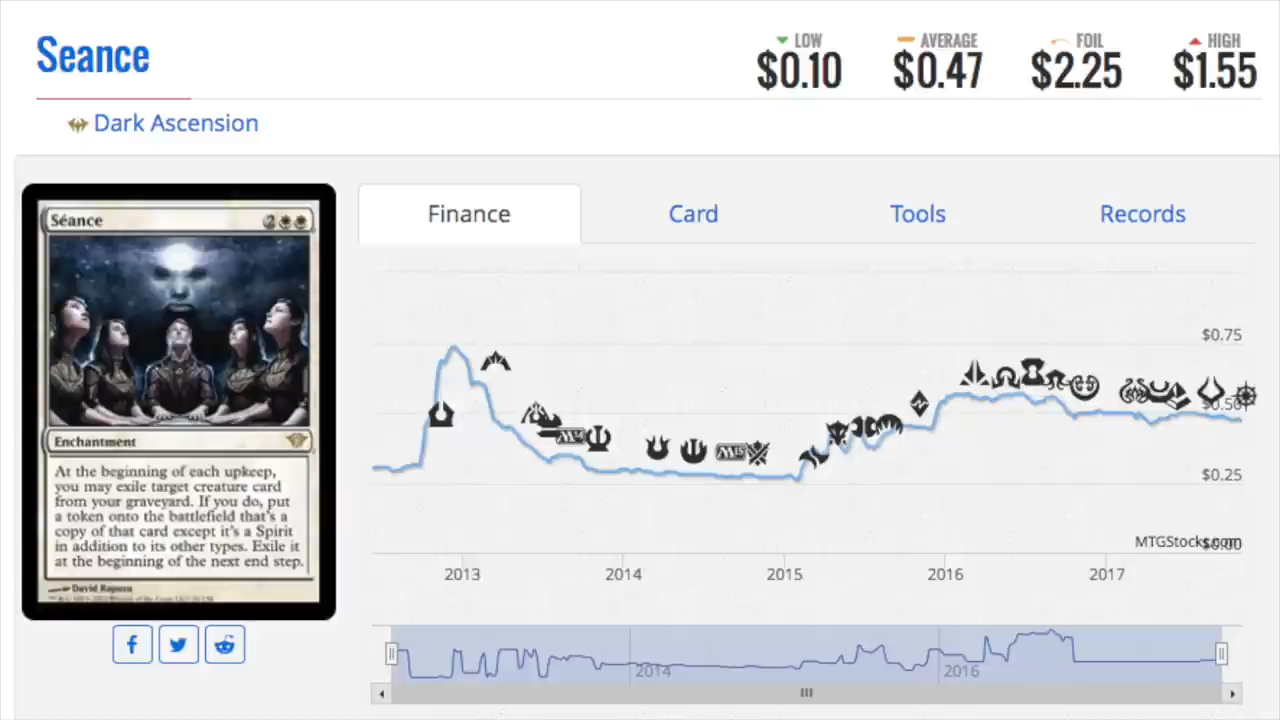 Seance
LOW
$0.10
AVERAGE
$0.47
FOIL
$2.25
HIGH
$1.55
Dark Ascension
Séance
2
Enchantment
At the beginning of each upkeep,
you may exile target creature card
from your graveyard. If you do, put
a token onto the battlefield that's a
copy of that card except it's a Spirit
in addition to its other types. Exile it
at the beginning of the next end step.
David Rapoza
Finance
Card
Tools
Records
$0.75
$0.50
$0.25
$0.00
MTGStocks.com
M14
M15
2013
2014
2015
2016
2017
2014
2016